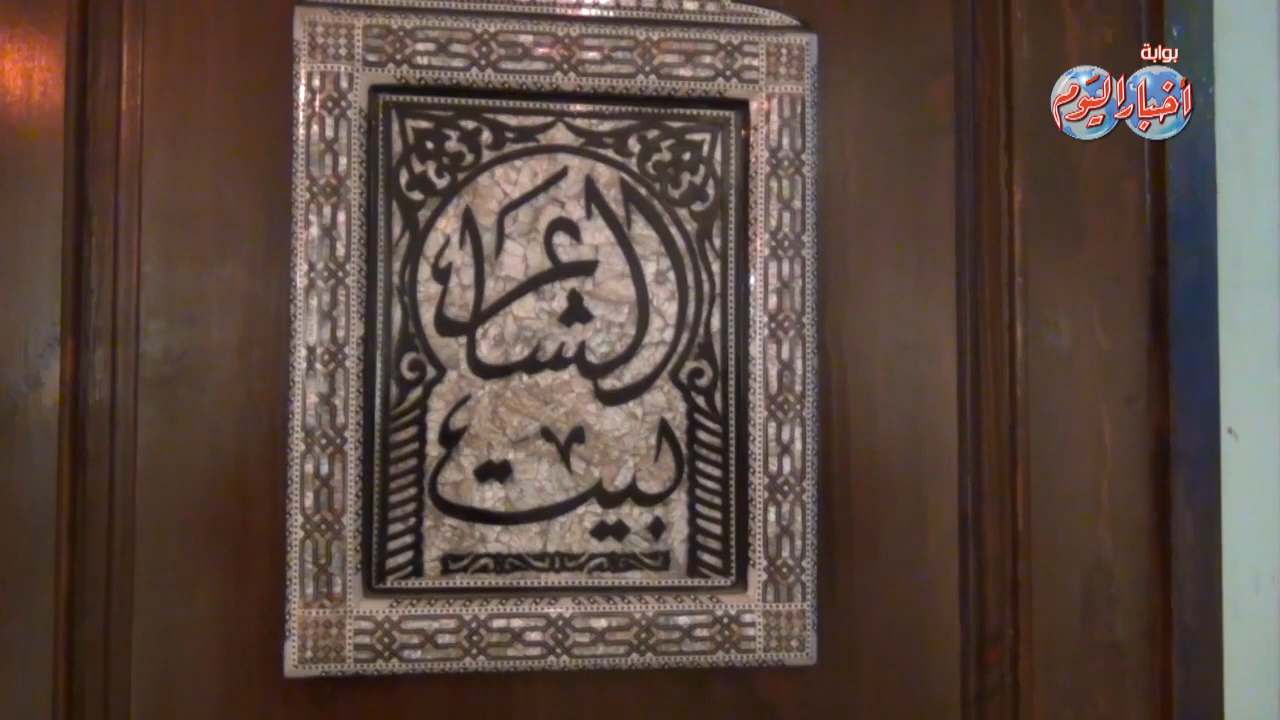 بوابة
أخبار اليوم
الشاعر
بيت